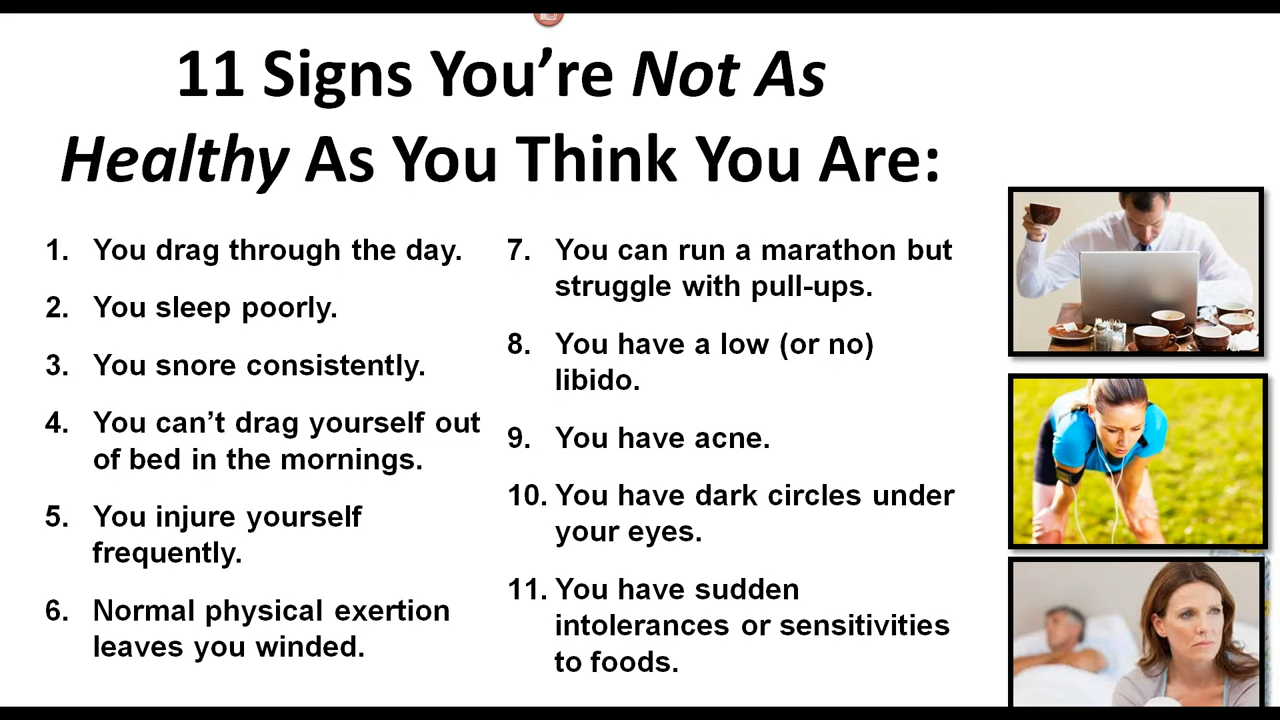 11 Signs You’re Not As
Healthy As You Think You Are:
1. You drag through the day.
2. You sleep poorly.
3. You snore consistently.
4. You can’t drag yourself out
of bed in the mornings.
5. You injure yourself
frequently.
6. Normal physical exertion
leaves you winded.
7. You can run a marathon but
struggle with pull-ups.
8. You have a low (or no)
libido.
9. You have acne.
10. You have dark circles under
your eyes.
11. You have sudden
intolerances or sensitivities
to foods.